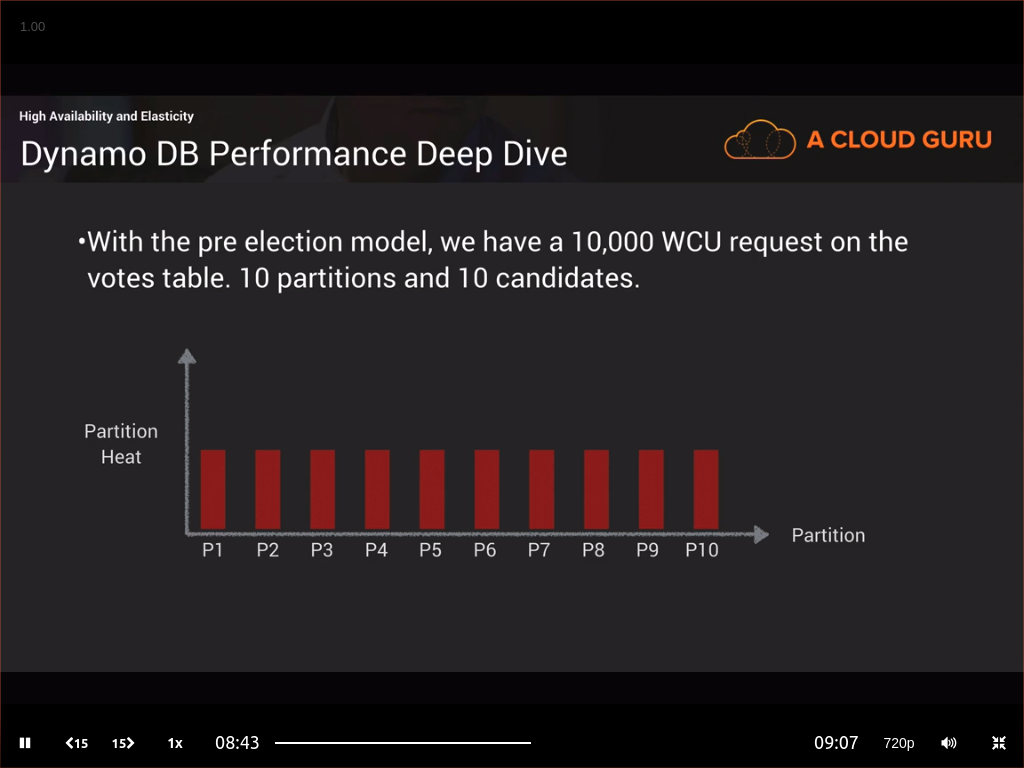 1.00
High Availability and Elasticity
Dynamo DB Performance Deep Dive
A CLOUD GURU
•With the pre election model, we have a 10,000 WCU request on the
votes table. 10 partitions and 10 candidates.
Partition
Heat
P1 P2 P3 P4 P5 P6 P7 P8 P9 P10
Partition
15 15 1x 08:43 09:07 720p